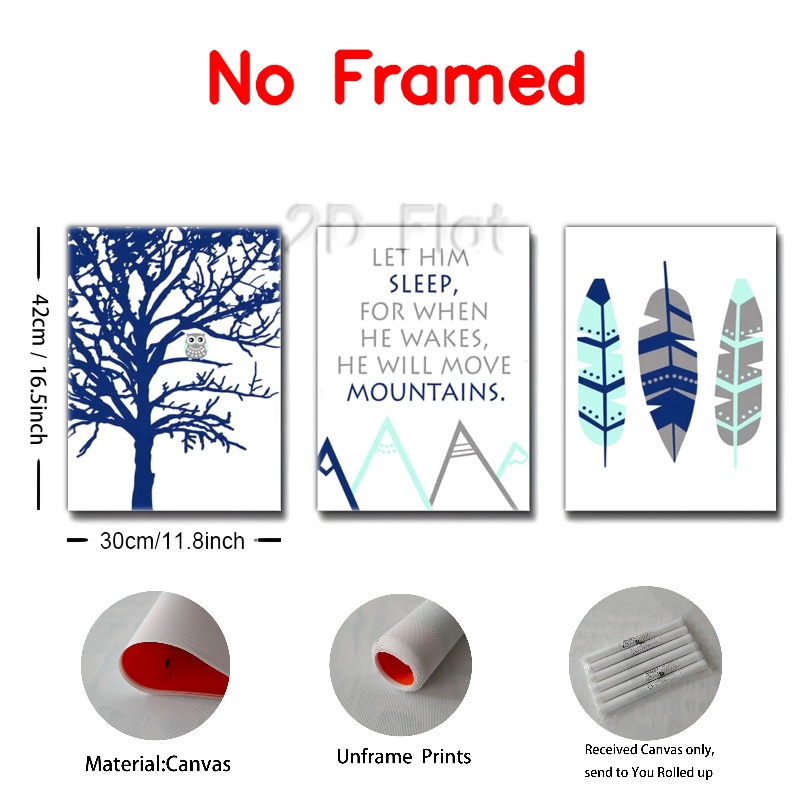 No Framed
2D Flat
LET HIM
SLEEP,
FOR WHEN
HE WAKES,
HE WILL MOVE
MOUNTAINS.
42cm / 16.5inch
30cm/11.8inch
Material:Canvas
Unframe Prints
Received Canvas only,
send to You Rolled up